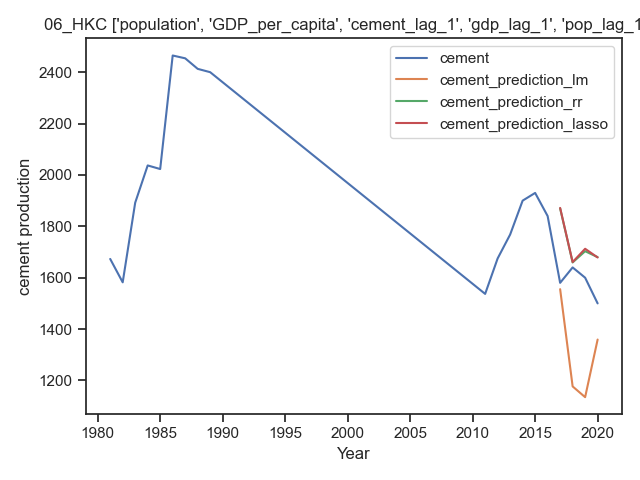 06_HKC ['population', 'GDP_per_capita', 'cement_lag_1', 'gdp_lag_1', 'pop_lag_1
cement
cement_prediction_lm
cement_prediction_rr
cement_prediction_lasso
cement production
2400
2200
2000
1800
1600
1400
1200
1980 1985 1990 1995 2000 2005 2010 2015 2020
Year